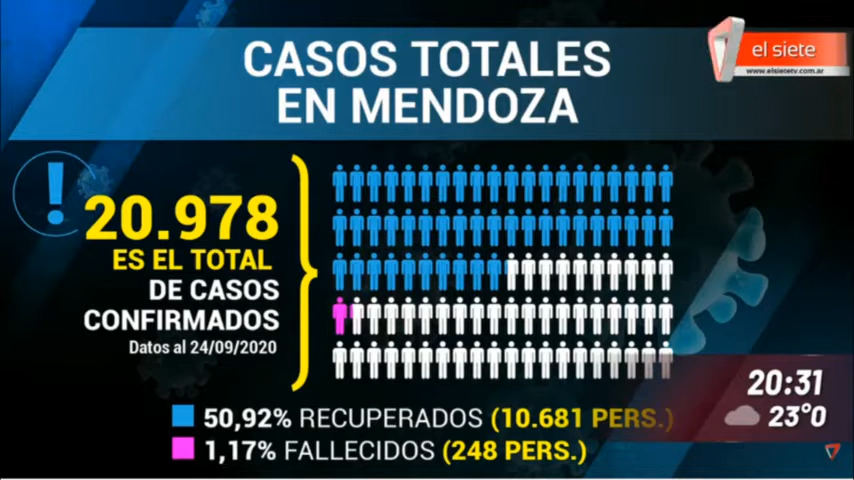 CASOS TOTALES
EN MENDOZA
el siete
www.elsietetv.com.ar
!
20.978
ES EL TOTAL
DE CASOS
CONFIRMADOS
Datos al 24/09/2020
50,92% RECUPERADOS (10.681 PERS.)
1,17% FALLECIDOS (248 PERS.)
20:31
23°0